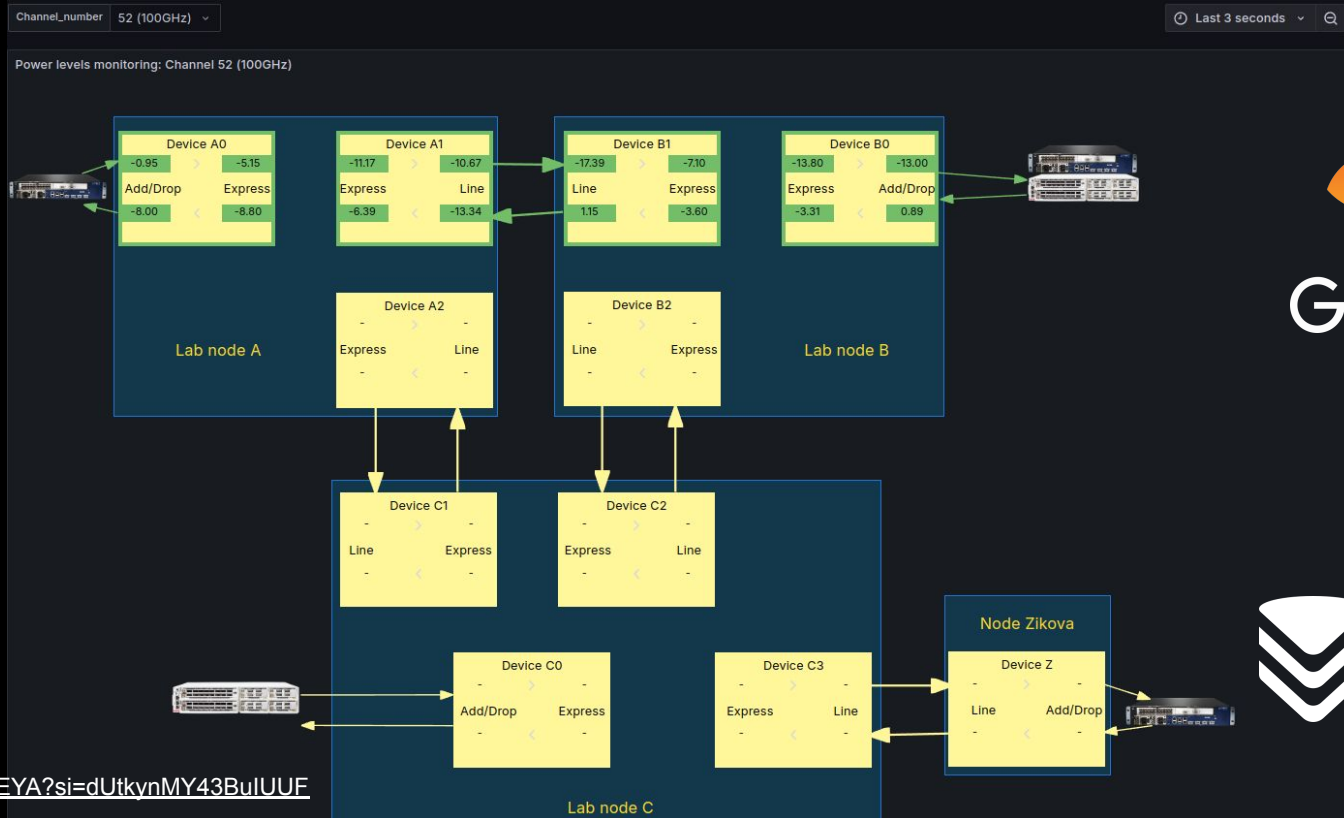 Channel_number 52 (100GHz)
Last 3 seconds
Power levels monitoring: Channel 52 (100GHz)
Device A0
-0.95 > -5.15
Add/Drop Express
-8.00 < -8.80
Device A1
-11.17 > -10.67
Express Line
-6.39 < -13.34
Device B1
-17.39 > -7.10
Line Express
1.15 < -3.60
Device B0
-13.80 > -13.00
Express Add/Drop
-3.31 < 0.89
Device A2
- > -
Express Line
- < -
Lab node A
Device B2
- > -
Line Express
- < -
Lab node B
G
Device C1
- > -
Line Express
- < -
Device C2
- > -
Express Line
- < -
Device C0
- > -
Add/Drop Express
- < -
Device C3
- > -
Express Line
- < -
Lab node C
Node Zikova
Device Z
- > -
Line Add/Drop
- < -
EYA?si=dUtkynMY43BuIUUF